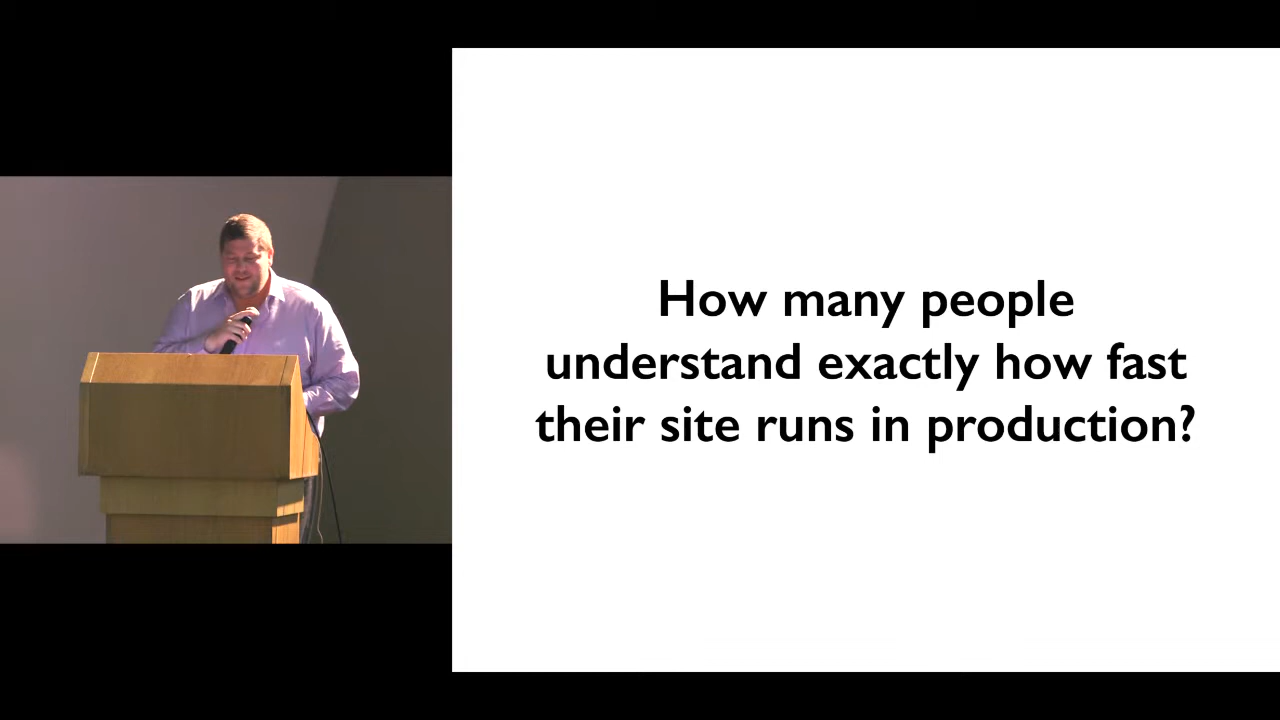 How many people
understand exactly how fast
their site runs in production?